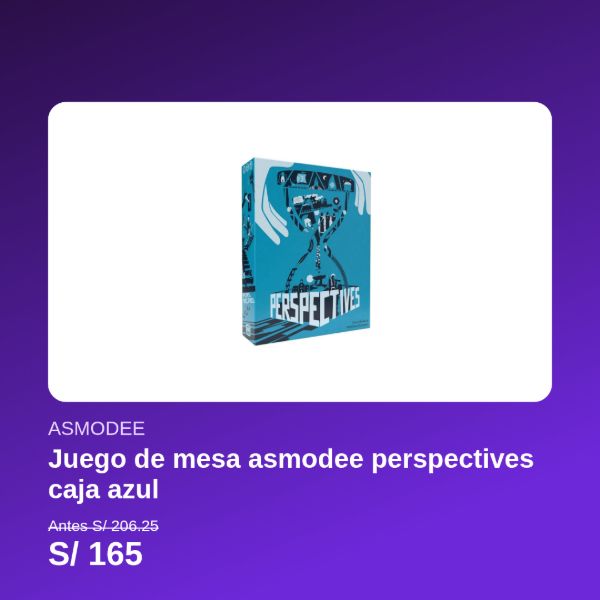 PERSPECTIVES
ASMODEE
Juego de mesa asmodee perspectives
caja azul
Antes S/ 206.25
S/ 165